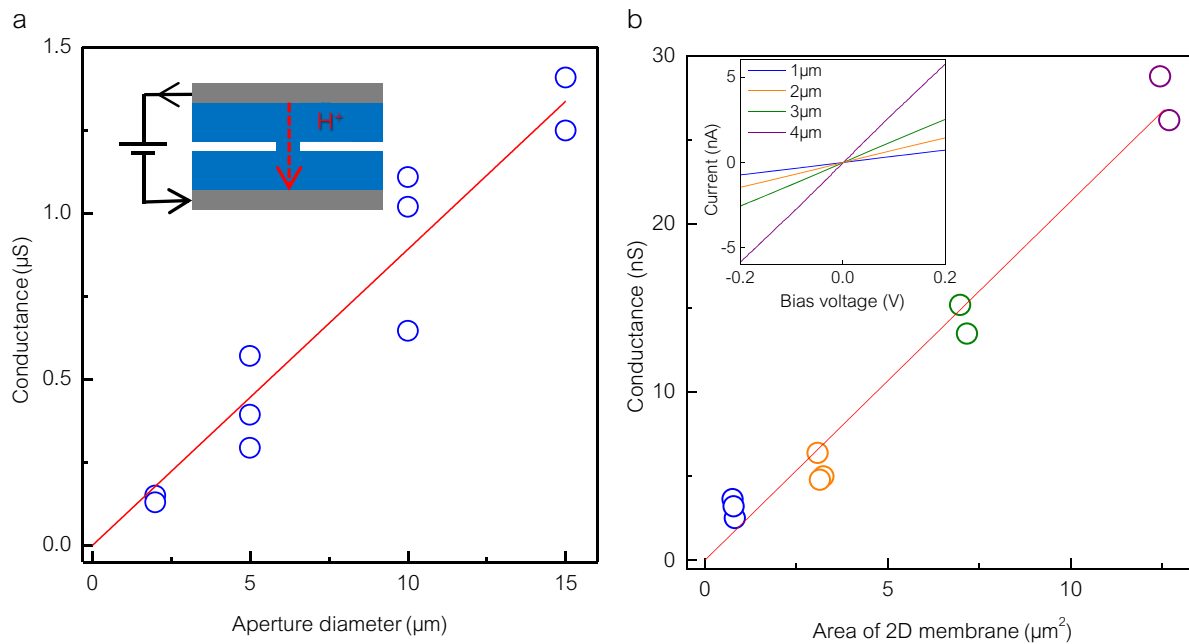 a
1.5
1.0
0.5
0.0
0
5
10
15
Conductance (µS)
Aperture diameter (µm)
H⁺
b
30
20
10
0
0
5
10
Conductance (nS)
Area of 2D membrane (µm²)
1µm
2µm
3µm
4µm
5
0
-5
-0.2
0.0
0.2
Current (nA)
Bias voltage (V)